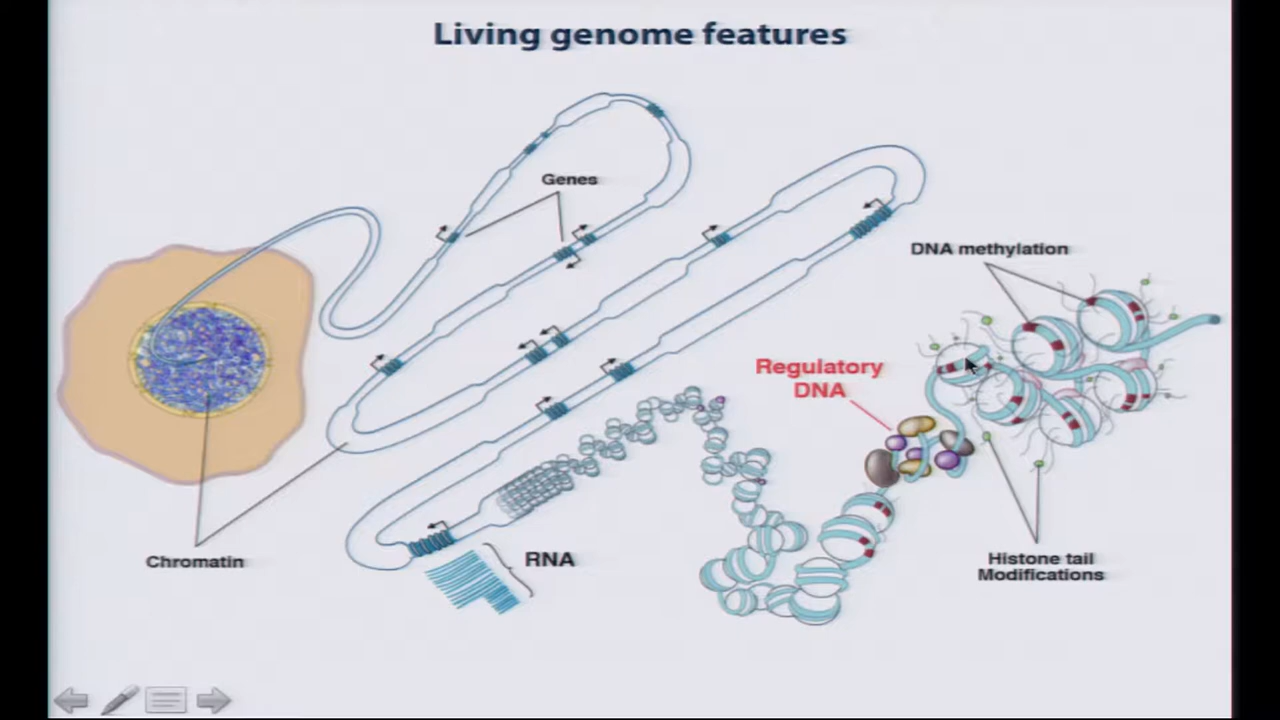 Living genome features
Genes
DNA methylation
Regulatory
DNA
Chromatin
RNA
Histone tail
Modifications